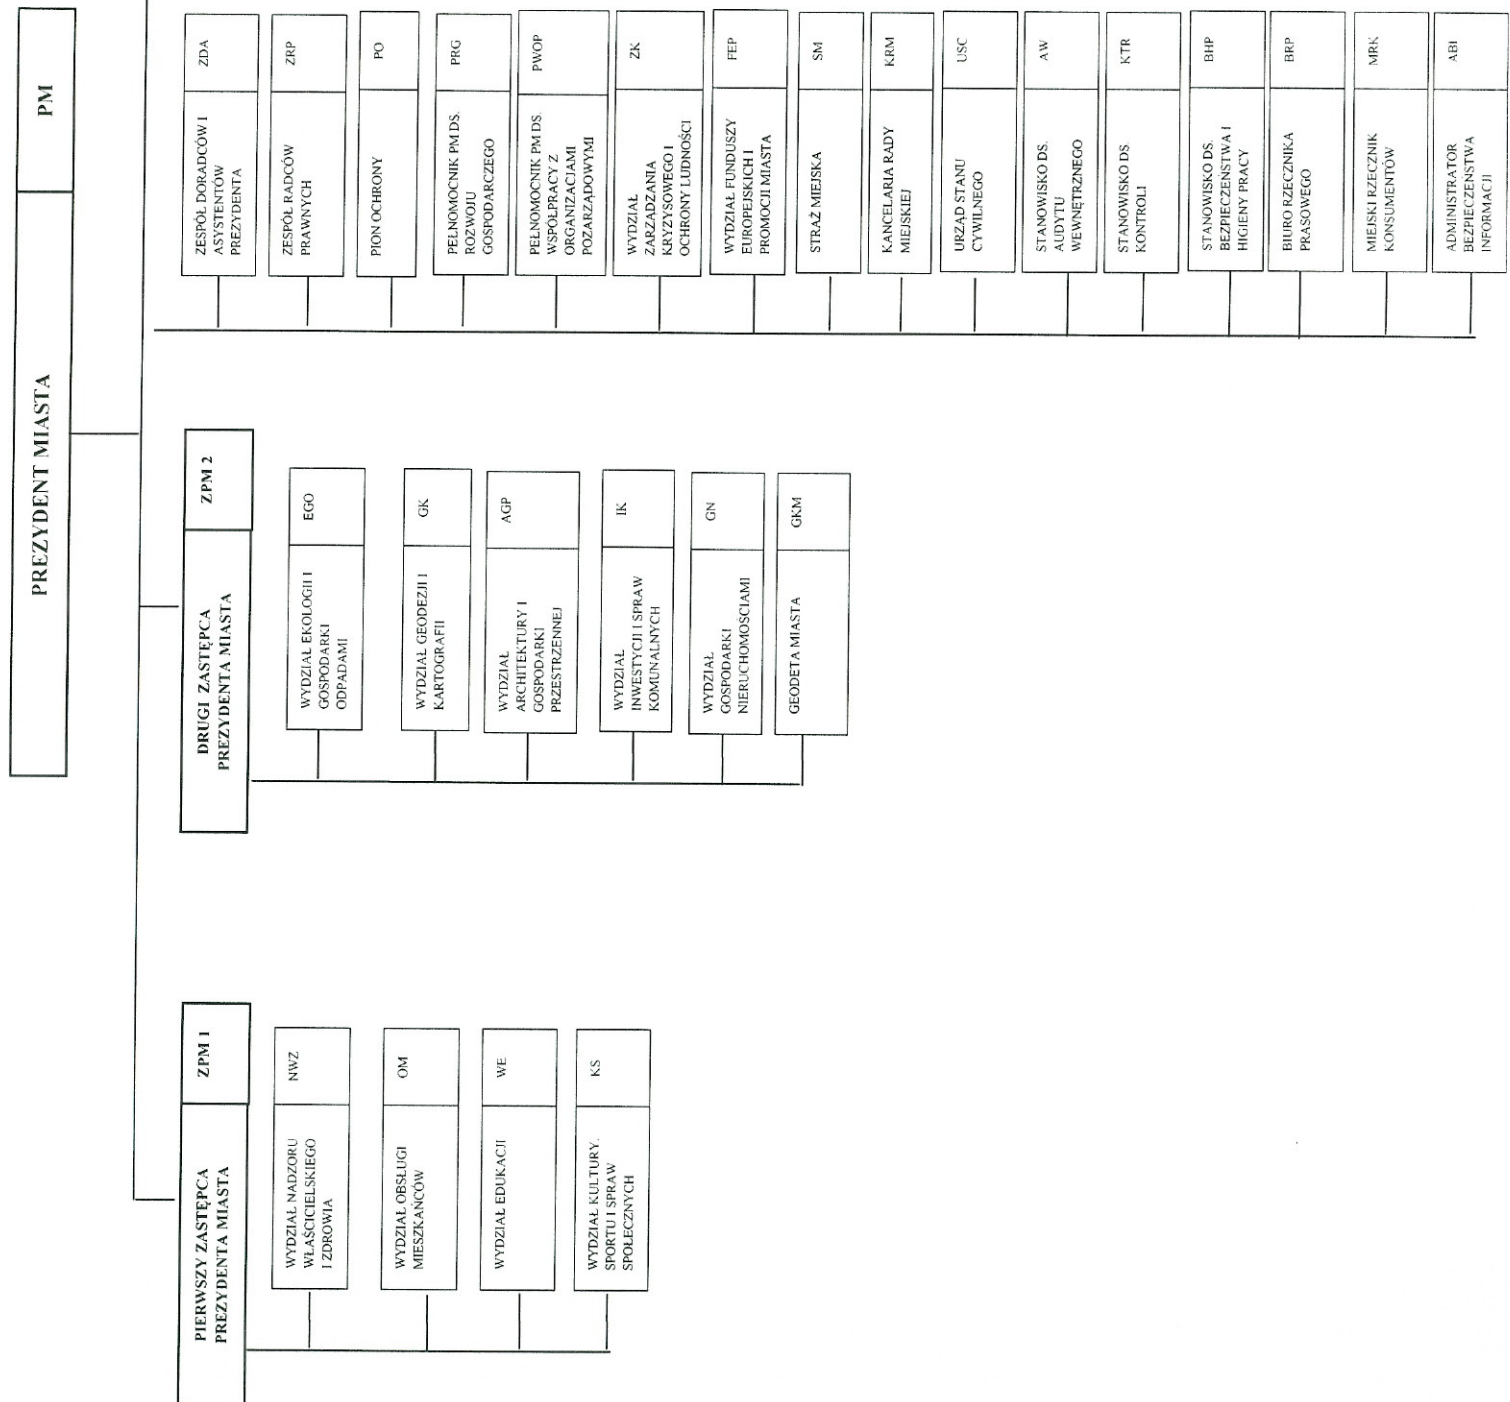 PREZYDENT MIASTA
PM
PIERWSZY ZASTĘPCA
PREZYDENTA MIASTA
ZPM 1
WYDZIAŁ NADZORU
WŁAŚCICIELSKIEGO
I ZDROWIA
NWZ
WYDZIAŁ OBSŁUGI
MIESZKAŃCÓW
OM
WYDZIAŁ EDUKACJI
WE
WYDZIAŁ KULTURY.
SPORTU I SPRAW
SPOŁECZNYCH
KS
DRUGI ZASTĘPCA
PREZYDENTA MIASTA
ZPM 2
WYDZIAŁ EKOLOGII I
GOSPODARKI
ODPADAMI
EGO
WYDZIAŁ GEODEZJI I
KARTOGRAFII
GK
WYDZIAŁ
ARCHITEKTURY I
GOSPODARKI
PRZESTRZENNEJ
AGP
WYDZIAŁ
INWESTYCJI I SPRAW
KOMUNALNYCH
IK
WYDZIAŁ
GOSPODARKI
NIERUCHOMOŚCIAMI
GN
GEODETA MIASTA
GKM
ZESPÓŁ DORADCÓW I
ASYSTENTÓW
PREZYDENTA
ZDA
ZESPÓŁ RADCÓW
PRAWNYCH
ZRP
PION OCHRONY
PO
PEŁNOMOCNIK PM DS.
ROZWOJU
GOSPODARCZEGO
PRG
PEŁNOMOCNIK PM DS.
WSPÓŁPRACY Z
ORGANIZACJAMI
POZARZĄDOWYMI
PWOP
WYDZIAŁ
ZARZĄDZANIA
KRYZYSOWEGO I
OCHRONY LUDNOŚCI
ZK
WYDZIAŁ FUNDUSZY
EUROPEJSKICH I
PROMOCJI MIASTA
FEP
STRAŻ MIEJSKA
SM
KANCELARIA RADY
MIEJSKIEJ
KRM
URZĄD STANU
CYWILNEGO
USC
STANOWISKO DS.
AUDYTU
WEWNĘTRZNEGO
AW
STANOWISKO DS
KONTROLI
KTR
STANOWISKO DS.
BEZPIECZEŃSTWA I
HIGIENY PRACY
BHP
BIURO RZECZNIKA
PRASOWEGO
BRP
MIEJSKI RZECZNIK
KONSUMENTÓW
MRK
ADMINISTRATOR
BEZPIECZEŃSTWA
INFORMACJI
ABI